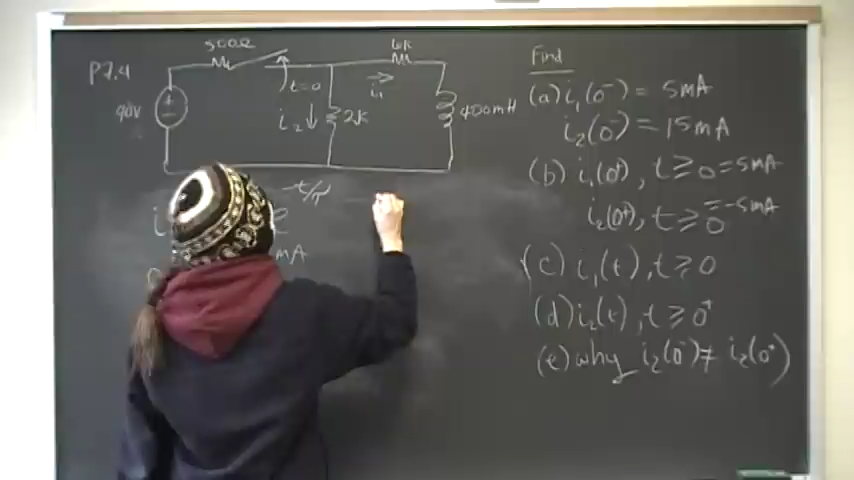 P7.4
500Ω
6K
t=0
i₁
90V
i₂ ↓
2K
400mH
-t/τ
mA
Find
(a) i₁(0⁻) = 5mA
i₂(0⁻) = 15mA
(b) i₁(0⁺), t ≥ 0 = 5mA
i₂(0⁺), t ≥ 0 = -5mA
(c) i₁(t), t ≥ 0
(d) i₂(t), t ≥ 0⁺
(e) why i₂(0⁻) ≠ i₂(0⁺)